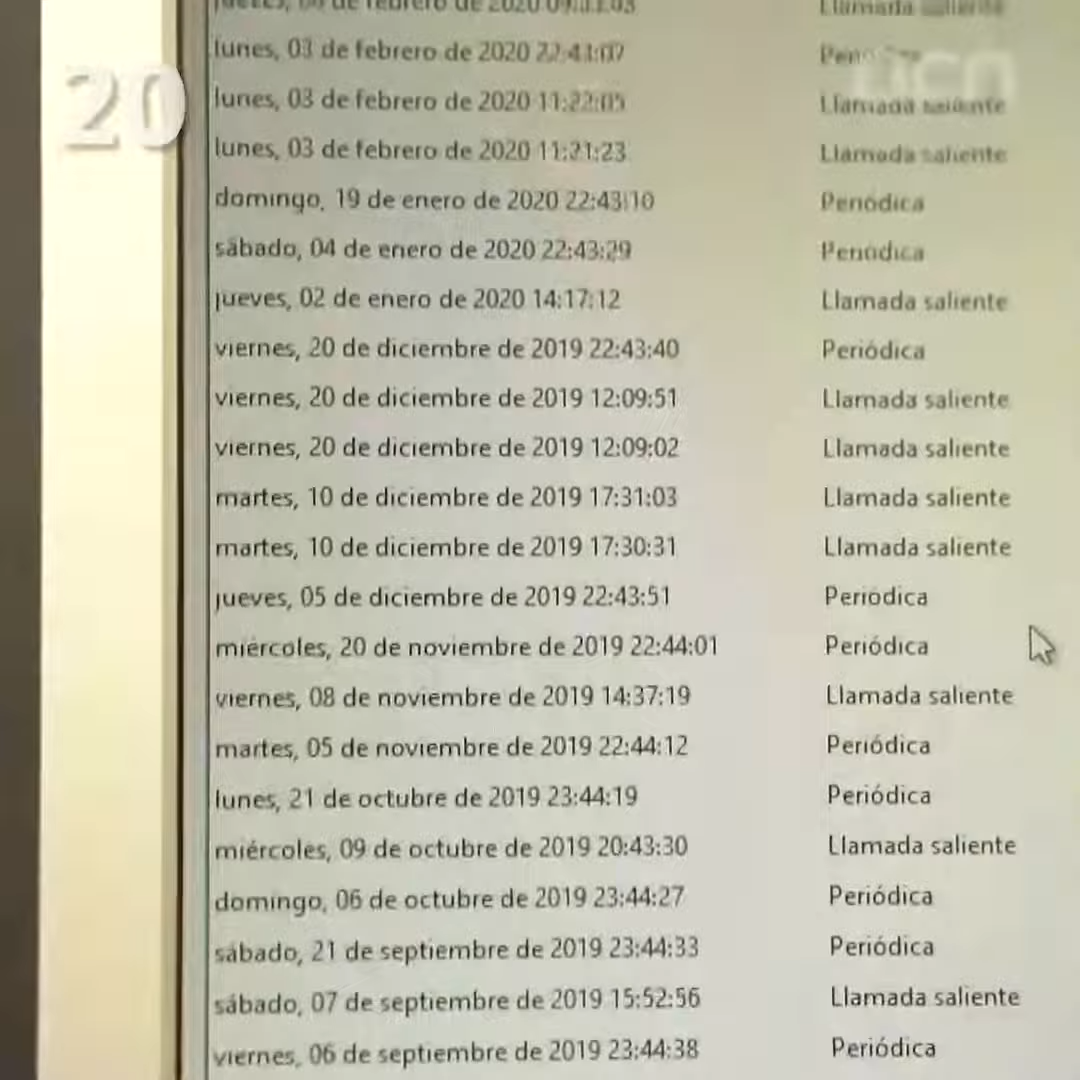 20
de febrero de 2020 Llamada saliente
lunes, 03 de febrero de 2020 22:43:07
lunes, 03 de febrero de 2020 11:22:05 Llamada saliente
lunes, 03 de febrero de 2020 11:21:23 Llamada saliente
domingo, 19 de enero de 2020 22:43:10 Periódica
sábado, 04 de enero de 2020 22:43:29 Periódica
jueves, 02 de enero de 2020 14:17:12 Llamada saliente
viernes, 20 de diciembre de 2019 22:43:40 Periódica
viernes, 20 de diciembre de 2019 12:09:51 Llamada saliente
viernes, 20 de diciembre de 2019 12:09:02 Llamada saliente
martes, 10 de diciembre de 2019 17:31:03 Llamada saliente
martes, 10 de diciembre de 2019 17:30:31 Llamada saliente
jueves, 05 de diciembre de 2019 22:43:51 Periódica
miércoles, 20 de noviembre de 2019 22:44:01 Periódica
viernes, 08 de noviembre de 2019 14:37:19 Llamada saliente
martes, 05 de noviembre de 2019 22:44:12 Periódica
lunes, 21 de octubre de 2019 23:44:19 Periódica
miércoles, 09 de octubre de 2019 20:43:30 Llamada saliente
domingo, 06 de octubre de 2019 23:44:27 Periódica
sábado, 21 de septiembre de 2019 23:44:33 Periódica
sábado, 07 de septiembre de 2019 15:52:56 Llamada saliente
viernes, 06 de septiembre de 2019 23:44:38 Periódica